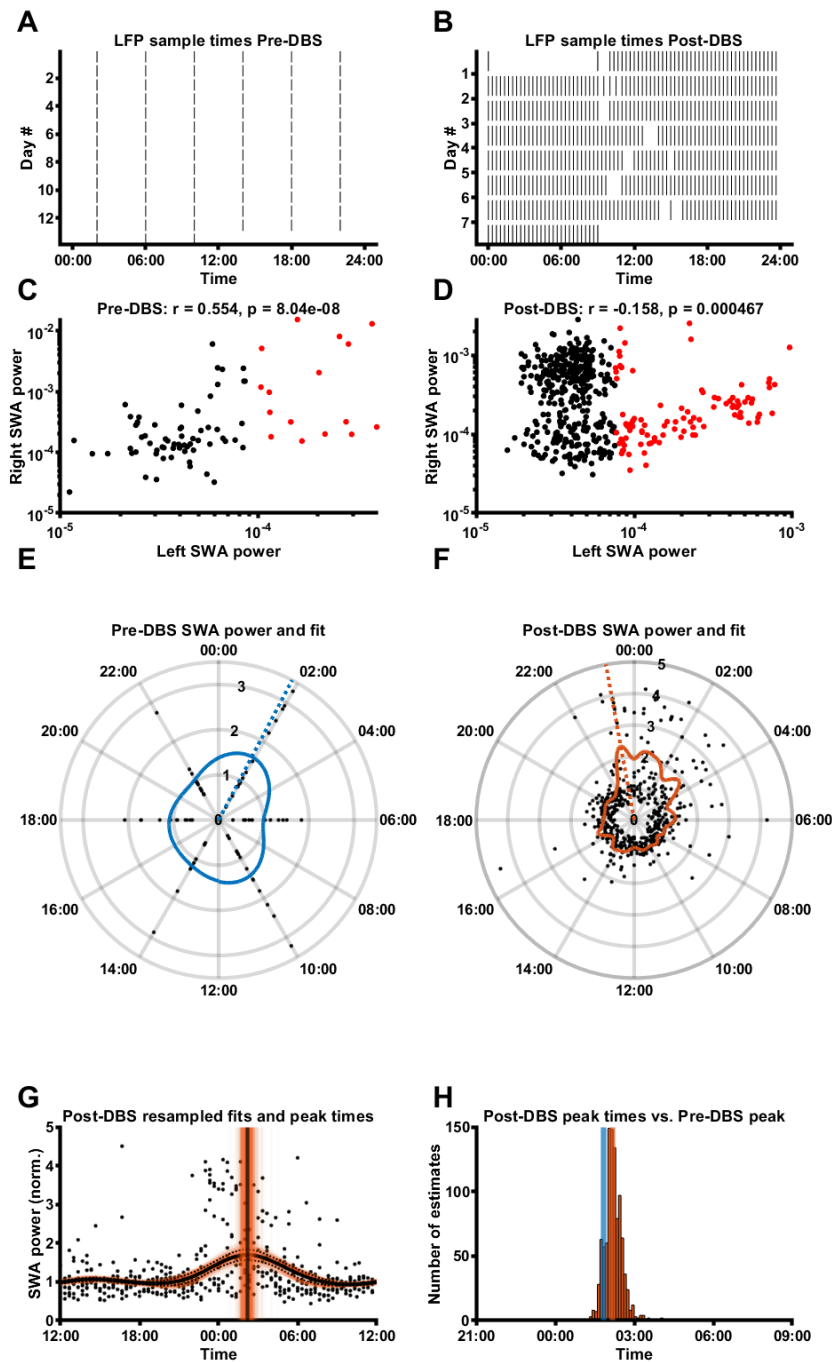 A
LFP sample times Pre-DBS
Day #
2
4
6
8
10
12
00:00 06:00 12:00 18:00 24:00
Time
B
LFP sample times Post-DBS
Day #
1
2
3
4
5
6
7
00:00 06:00 12:00 18:00 24:00
Time
C
Pre-DBS: r = 0.554, p = 8.04e-08
Right SWA power
10-2
10-3
10-4
10-5
10-5 10-4
Left SWA power
D
Post-DBS: r = -0.158, p = 0.000467
Right SWA power
10-3
10-4
10-5
10-5 10-4 10-3
Left SWA power
E
Pre-DBS SWA power and fit
00:00
22:00 02:00
3
20:00 04:00
2
1
18:00 0 06:00
16:00 08:00
14:00 10:00
12:00
F
Post-DBS SWA power and fit
00:00
5
22:00 02:00
4
3
20:00 04:00
2
18:00 0 06:00
16:00 08:00
14:00 10:00
12:00
G
Post-DBS resampled fits and peak times
SWA power (norm.)
5
4
3
2
1
0
12:00 18:00 00:00 06:00 12:00
Time
H
Post-DBS peak times vs. Pre-DBS peak
Number of estimates
150
100
50
0
21:00 00:00 03:00 06:00 09:00
Time